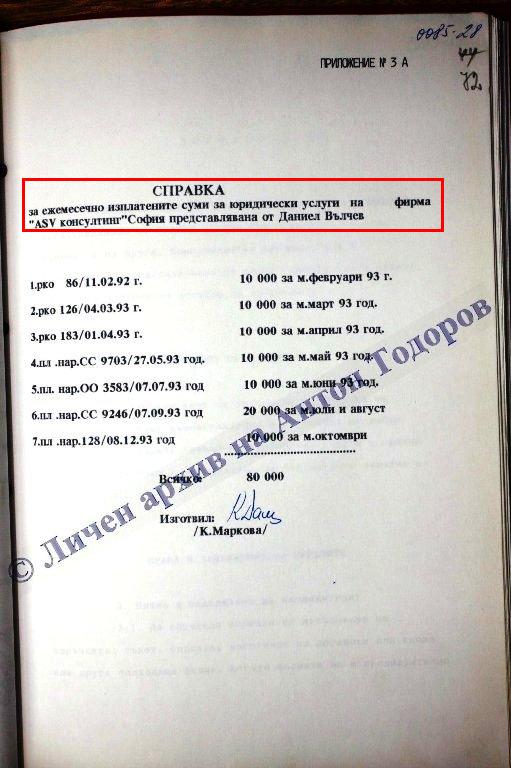 0085-28
ПРИЛОЖЕНИЕ № 3 А
44
72.
СПРАВКА
за ежемесечно изплатените суми за юридически услуги на фирма
"ASV консултинг"София представлявана от Даниел Вълчев
1.рко 86/11.02.92 г. 10 000 за м.февруари 93 г.
2.рко 126/04.03.93 г. 10 000 за м.март 93 год.
3.рко 183/01.04.93 г. 10 000 за м.април 93 год.
4.пл .нар.СС 9703/27.05.93 год. 10 000 за м.май 93 год.
5.пл. нар.ОО 3583/07.07.93 год 10 000 за м.юни 93 год.
6.пл .нар.СС 9246/07.09.93 год 20 000 за м.юли и август
7.пл .нар.128/08.12.93 год 10 000 за м.октомври
Всичко: 80 000
Изготвил:
/К.Маркова/
© Личен архив на Антон Тодоров